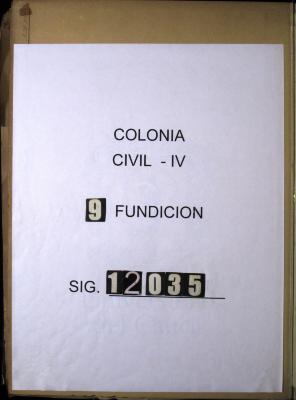 COLONIA
CIVIL - IV
9 FUNDICION
SIG. 12035